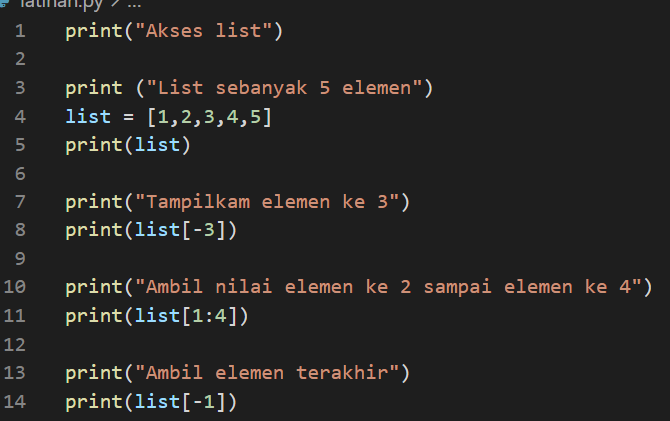 latihan.py > ...
1 print("Akses list")
2
3 print ("List sebanyak 5 elemen")
4 list = [1,2,3,4,5]
5 print(list)
6
7 print("Tampilkam elemen ke 3")
8 print(list[-3])
9
10 print("Ambil nilai elemen ke 2 sampai elemen ke 4")
11 print(list[1:4])
12
13 print("Ambil elemen terakhir")
14 print(list[-1])